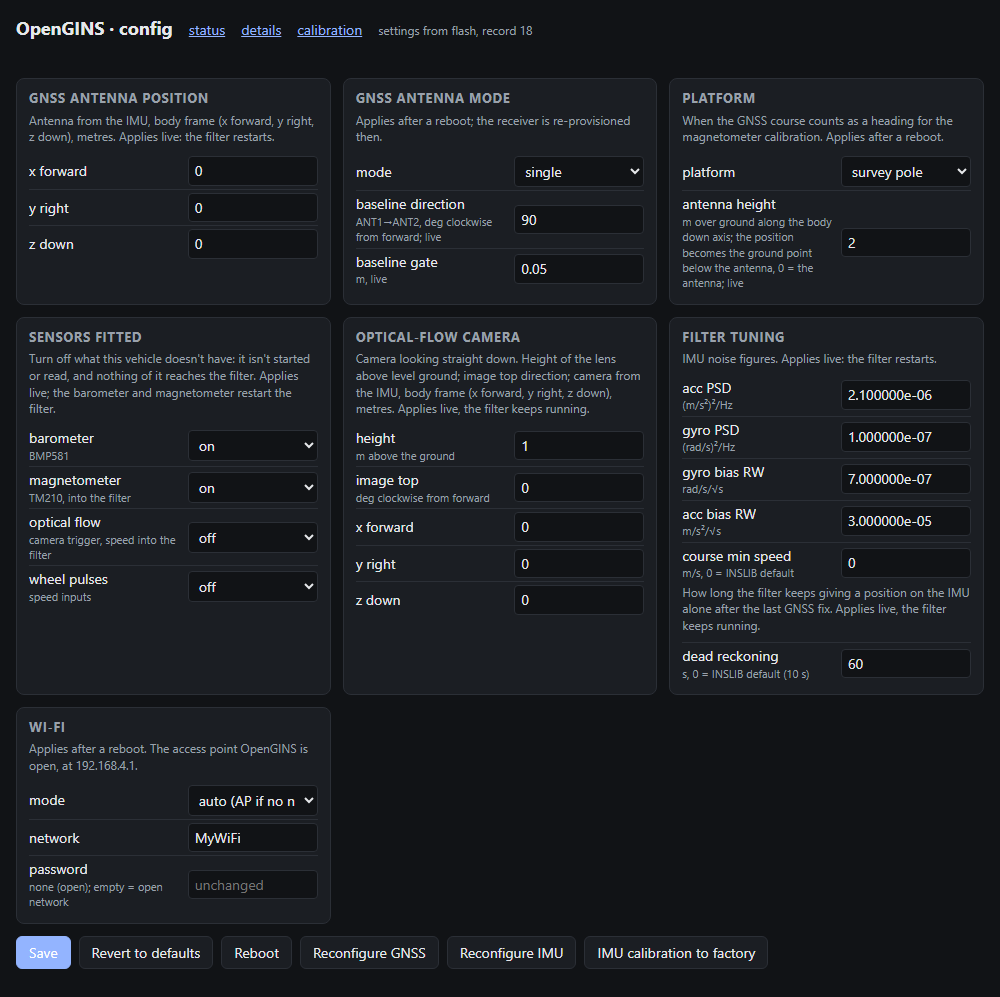 OpenGINS · config status details calibration settings from flash, record 18
GNSS ANTENNA POSITION
Antenna from the IMU, body frame (x forward, y right,
z down), metres. Applies live: the filter restarts.
x forward 0
y right 0
z down 0
GNSS ANTENNA MODE
Applies after a reboot; the receiver is re-provisioned
then.
mode single
baseline direction
ANT1→ANT2, deg clockwise
from forward; live
90
baseline gate
m, live
0.05
PLATFORM
When the GNSS course counts as a heading for the
magnetometer calibration. Applies after a reboot.
platform survey pole
antenna height
m over ground along the body
down axis; the position
becomes the ground point
below the antenna, 0 = the
antenna; live
2
SENSORS FITTED
Turn off what this vehicle doesn't have: it isn't started
or read, and nothing of it reaches the filter. Applies
live; the barometer and magnetometer restart the
filter.
barometer
BMP581
on
magnetometer
TM210, into the filter
on
optical flow
camera trigger, speed into the
filter
off
wheel pulses
speed inputs
off
OPTICAL-FLOW CAMERA
Camera looking straight down. Height of the lens
above level ground; image top direction; camera from
the IMU, body frame (x forward, y right, z down),
metres. Applies live, the filter keeps running.
height
m above the ground
1
image top
deg clockwise from forward
0
x forward 0
y right 0
z down 0
FILTER TUNING
IMU noise figures. Applies live: the filter restarts.
acc PSD
(m/s²)²/Hz
2.100000e-06
gyro PSD
(rad/s)²/Hz
1.000000e-07
gyro bias RW
rad/s/√s
7.000000e-07
acc bias RW
m/s²/√s
3.000000e-05
course min speed
m/s, 0 = INSLIB default
0
How long the filter keeps giving a position on the IMU
alone after the last GNSS fix. Applies live, the filter
keeps running.
dead reckoning
s, 0 = INSLIB default (10 s)
60
WI-FI
Applies after a reboot. The access point OpenGINS is
open, at 192.168.4.1.
mode auto (AP if no n
network MyWiFi
password
none (open); empty = open
network
unchanged
Save Revert to defaults Reboot Reconfigure GNSS Reconfigure IMU IMU calibration to factory